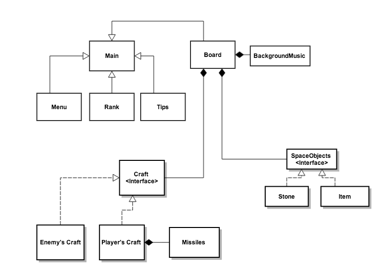 Main
Board
BackgroundMusic
Menu
Rank
Tips
Craft
<Interface>
SpaceObjects
<Interface>
Stone
Item
Enemy's Craft
Player's Craft
Missiles